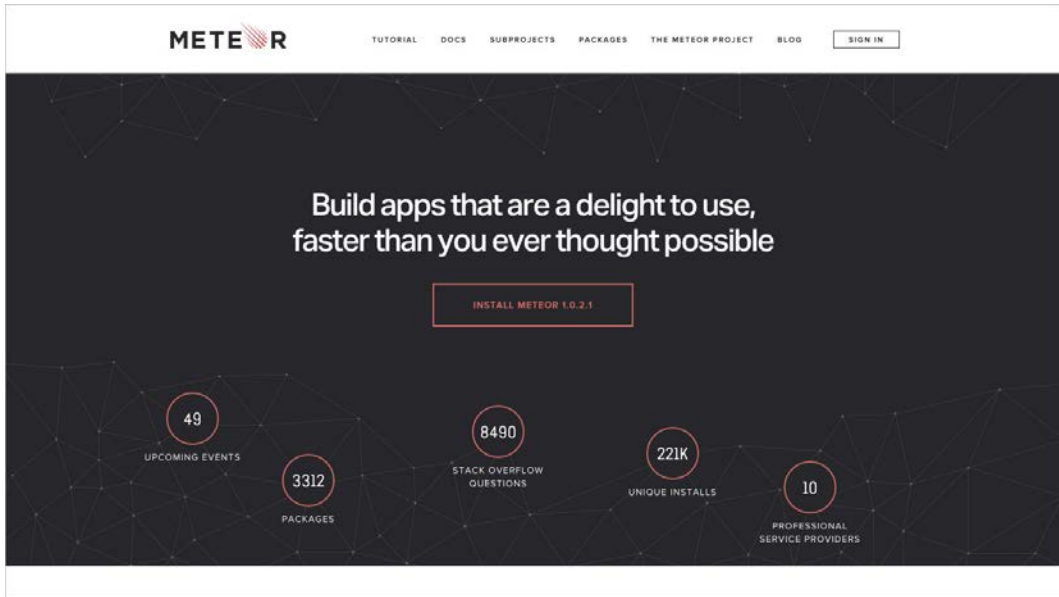 METEOR
TUTORIAL DOCS SUBPROJECTS PACKAGES THE METEOR PROJECT BLOG SIGN IN
Build apps that are a delight to use,
faster than you ever thought possible
INSTALL METEOR 1.0.2.1
49
UPCOMING EVENTS
3312
PACKAGES
8490
STACK OVERFLOW
QUESTIONS
221K
UNIQUE INSTALLS
10
PROFESSIONAL
SERVICE PROVIDERS